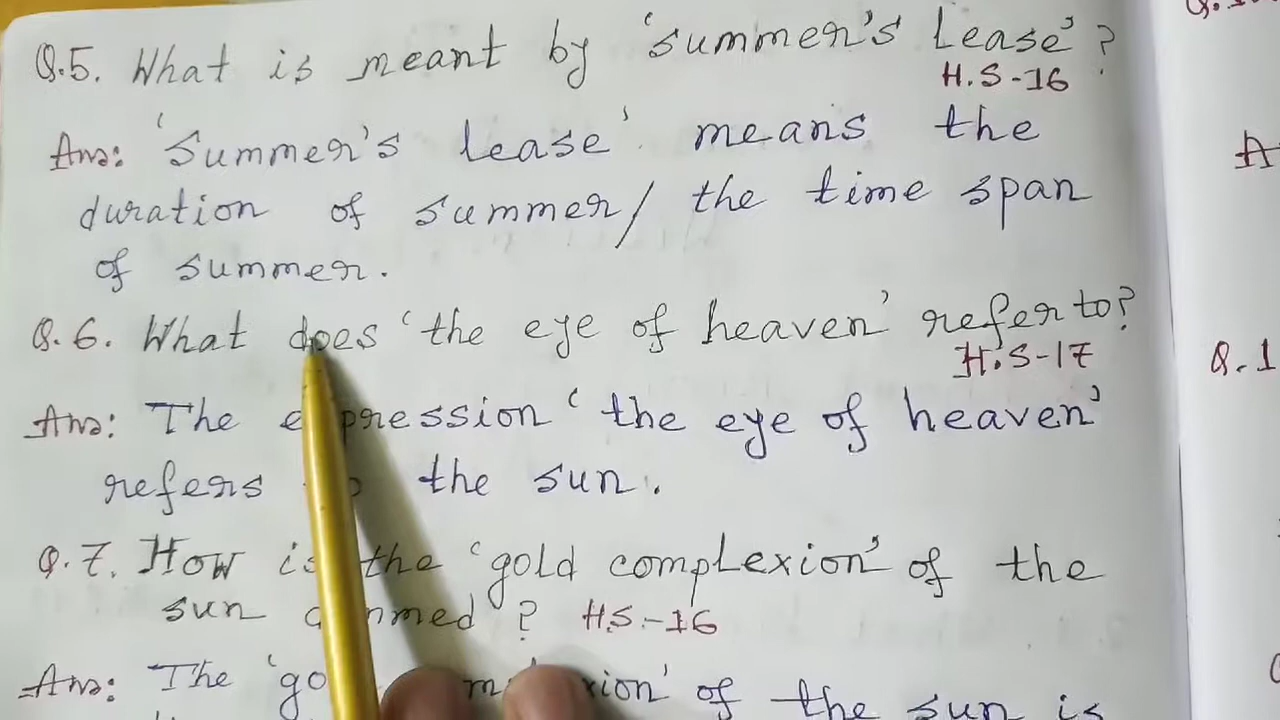 Q.5. What is meant by 'summer's Lease' ?
H.S-16
Ans: 'Summer's lease' means the
duration of summer/ the time span
of summer.
Q.6. What does 'the eye of heaven' refer to?
H.S-17
Ans: The expression 'the eye of heaven'
refers the sun.
Q.7. How is the 'gold complexion' of the
sun ? H.S.-16
Ans: The of the sun is
Q.1